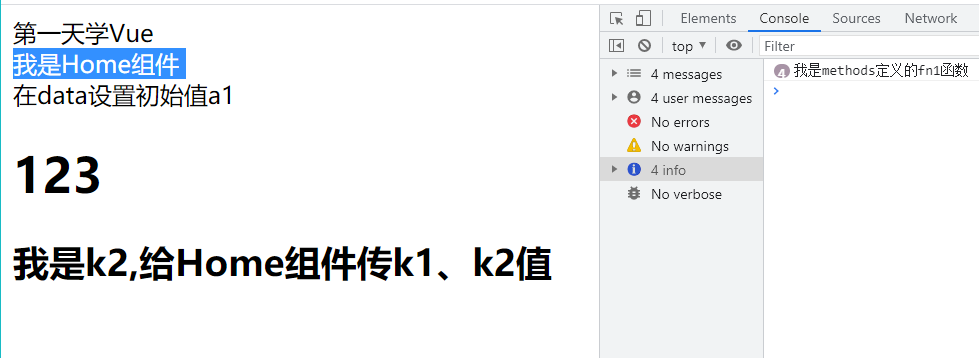 第一天学Vue
我是Home组件
在data设置初始值a1
123
我是k2,给Home组件传k1、k2值
Elements Console Sources Network
top Filter
4 messages
4 user messages
No errors
No warnings
4 info
No verbose
4 我是methods定义的fn1函数